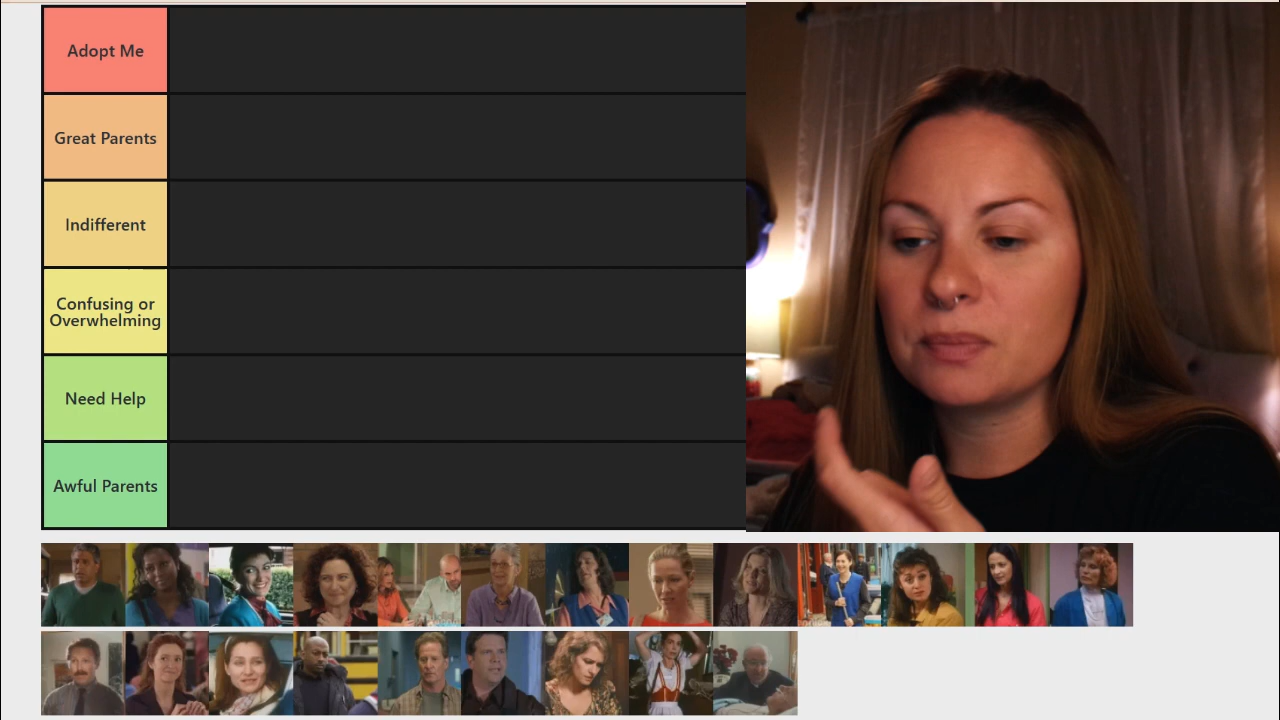 Adopt Me
Great Parents
Indifferent
Confusing or
Overwhelming
Need Help
Awful Parents